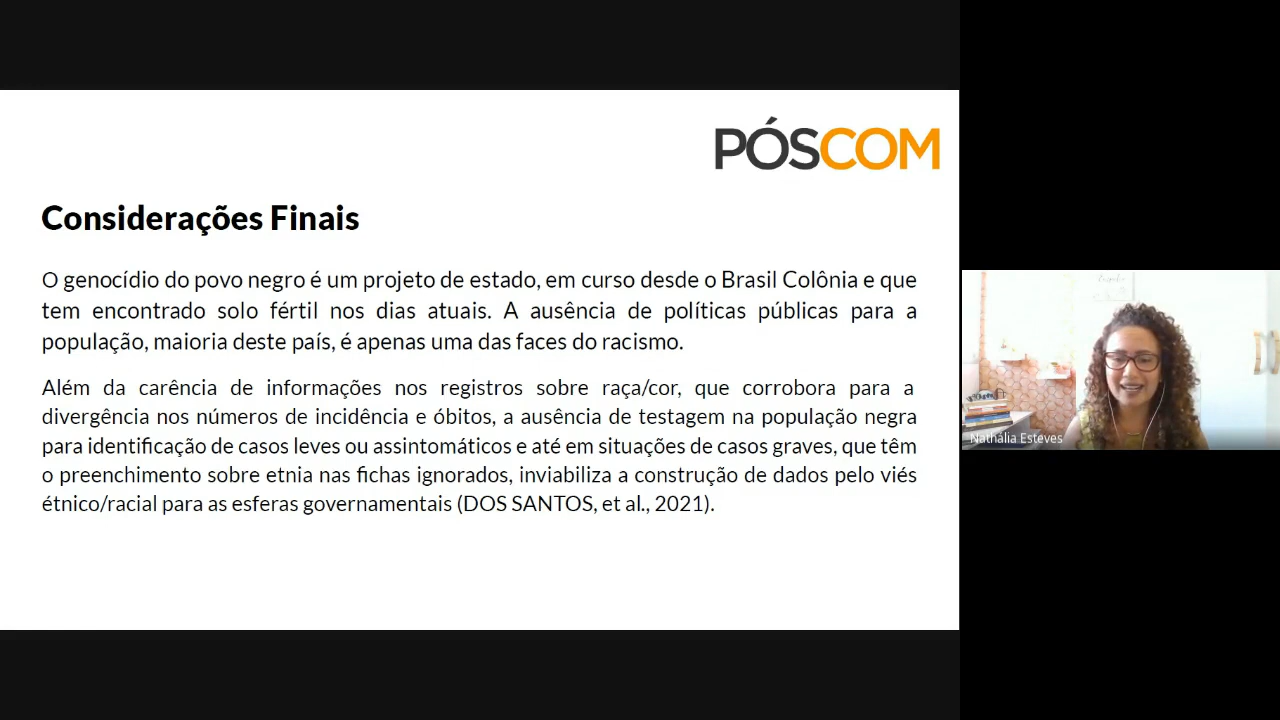 PÓSCOM
Considerações Finais
O genocídio do povo negro é um projeto de estado, em curso desde o Brasil Colônia e que
tem encontrado solo fértil nos dias atuais. A ausência de políticas públicas para a
população, maioria deste país, é apenas uma das faces do racismo.
Além da carência de informações nos registros sobre raça/cor, que corrobora para a
divergência nos números de incidência e óbitos, a ausência de testagem na população negra
para identificação de casos leves ou assintomáticos e até em situações de casos graves, que têm
o preenchimento sobre etnia nas fichas ignorados, inviabiliza a construção de dados pelo viés
étnico/racial para as esferas governamentais (DOS SANTOS, et al., 2021).
Nathália Esteves